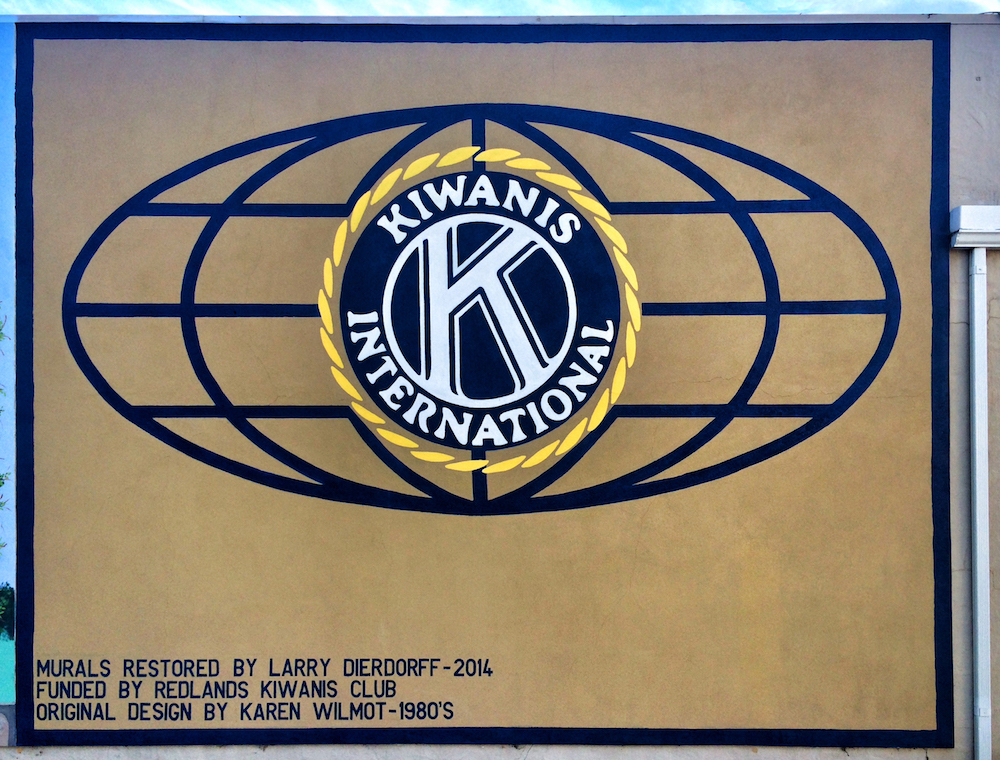 KIWANIS
K
INTERNATIONAL
MURALS RESTORED BY LARRY DIERDORFF-2014
FUNDED BY REDLANDS KIWANIS CLUB
ORIGINAL DESIGN BY KAREN WILMOT-1980'S